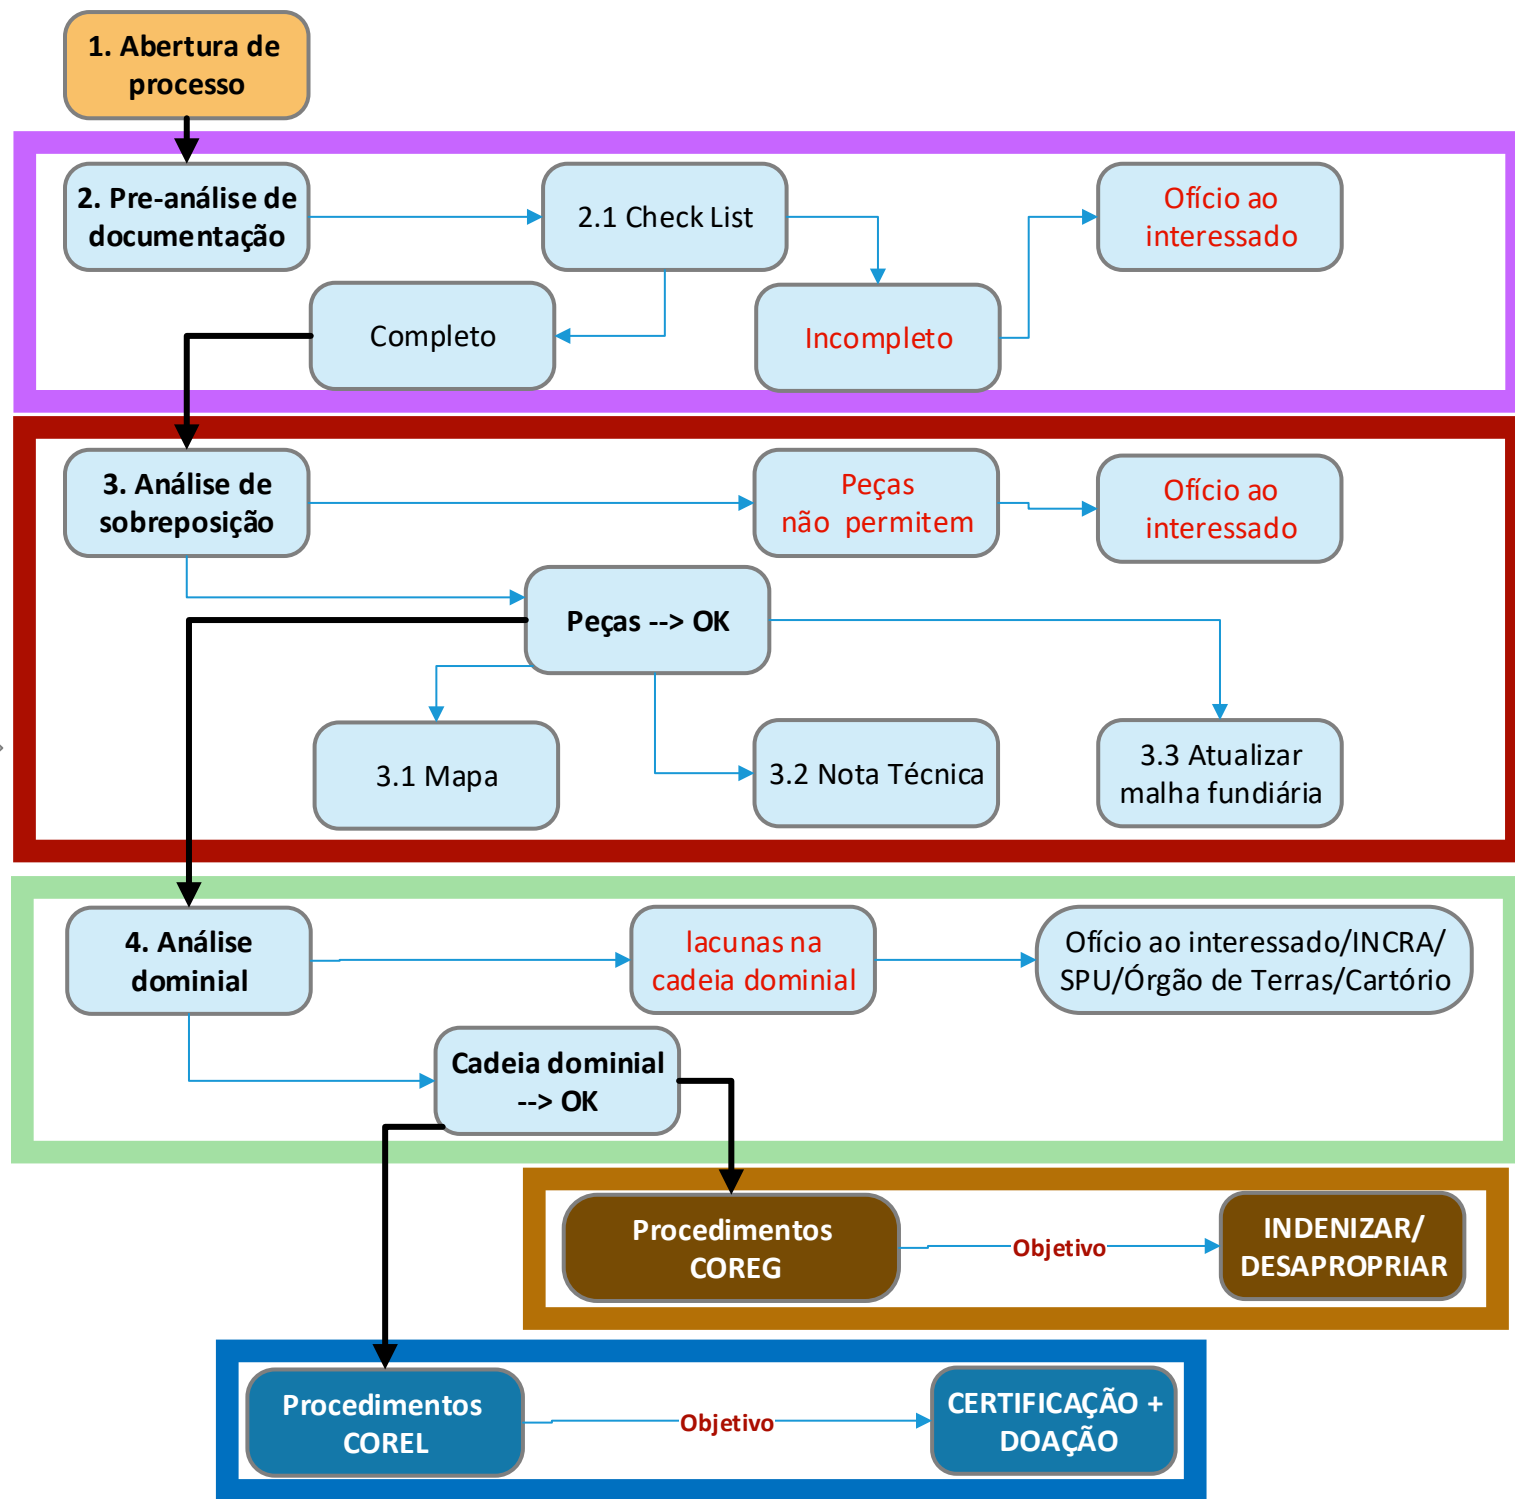 1. Abertura de
processo
2. Pre-análise de
documentação
2.1 Check List
Ofício ao
interessado
Completo
Incompleto
3. Análise de
sobreposição
Peças
não  permitem
Ofício ao
interessado
Peças --> OK
3.1 Mapa
3.2 Nota Técnica
3.3 Atualizar
malha fundiária
4. Análise
dominial
lacunas na
cadeia dominial
Ofício ao interessado/INCRA/
SPU/Órgão de Terras/Cartório
Cadeia dominial
--> OK
Procedimentos
COREG
Objetivo
INDENIZAR/
DESAPROPRIAR
Procedimentos
COREL
Objetivo
CERTIFICAÇÃO +
DOAÇÃO